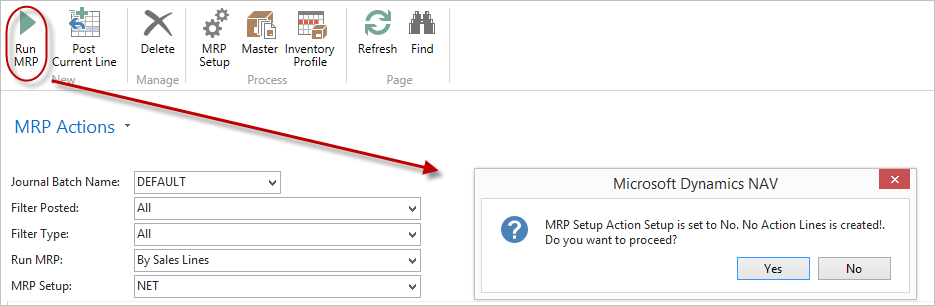 Run MRP
Post Current Line
Delete
MRP Setup
Master
Inventory Profile
Refresh
Find
New
Manage
Process
Page
MRP Actions
Journal Batch Name: DEFAULT
Filter Posted: All
Filter Type: All
Run MRP: By Sales Lines
MRP Setup: NET
Microsoft Dynamics NAV
MRP Setup Action Setup is set to No. No Action Lines is created!.
Do you want to proceed?
Yes No